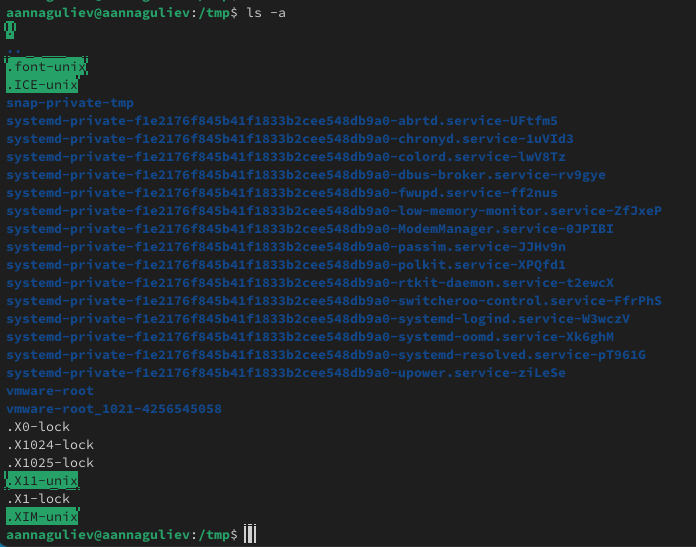 aannaguliev@aannaguliev:/tmp$ ls -a
.
..
.font-unix
.ICE-unix
snap-private-tmp
systemd-private-f1e2176f845b41f1833b2cee548db9a0-abrtd.service-UFtfm5
systemd-private-f1e2176f845b41f1833b2cee548db9a0-chronyd.service-1uVId3
systemd-private-f1e2176f845b41f1833b2cee548db9a0-colord.service-lwV8Tz
systemd-private-f1e2176f845b41f1833b2cee548db9a0-dbus-broker.service-rv9gye
systemd-private-f1e2176f845b41f1833b2cee548db9a0-fwupd.service-ff2nus
systemd-private-f1e2176f845b41f1833b2cee548db9a0-low-memory-monitor.service-ZfJxeP
systemd-private-f1e2176f845b41f1833b2cee548db9a0-ModemManager.service-0JPIBI
systemd-private-f1e2176f845b41f1833b2cee548db9a0-passim.service-JJHv9n
systemd-private-f1e2176f845b41f1833b2cee548db9a0-polkit.service-XPQfd1
systemd-private-f1e2176f845b41f1833b2cee548db9a0-rtkit-daemon.service-t2ewcX
systemd-private-f1e2176f845b41f1833b2cee548db9a0-switcheroo-control.service-FfrPhS
systemd-private-f1e2176f845b41f1833b2cee548db9a0-systemd-logind.service-W3wczV
systemd-private-f1e2176f845b41f1833b2cee548db9a0-systemd-oomd.service-Xk6ghM
systemd-private-f1e2176f845b41f1833b2cee548db9a0-systemd-resolved.service-pT961G
systemd-private-f1e2176f845b41f1833b2cee548db9a0-upower.service-ziLeSe
vmware-root
vmware-root_1021-4256545058
.X0-lock
.X1024-lock
.X1025-lock
.X11-unix
.X1-lock
.XIM-unix
aannaguliev@aannaguliev:/tmp$